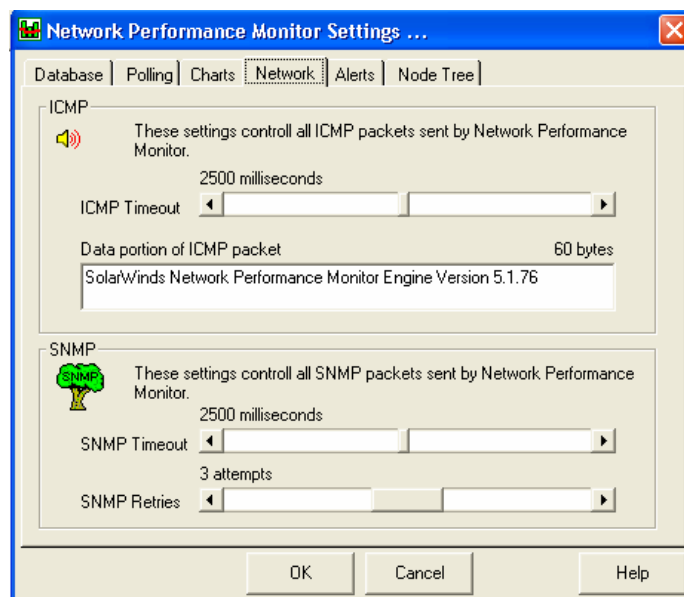 Network Performance Monitor Settings ...
Database Polling Charts Network Alerts Node Tree
ICMP
These settings controll all ICMP packets sent by Network Performance
Monitor.
2500 milliseconds
ICMP Timeout
Data portion of ICMP packet 60 bytes
SolarWinds Network Performance Monitor Engine Version 5.1.76
SNMP
SNMP
These settings controll all SNMP packets sent by Network Performance
Monitor.
2500 milliseconds
SNMP Timeout
3 attempts
SNMP Retries
OK Cancel Help